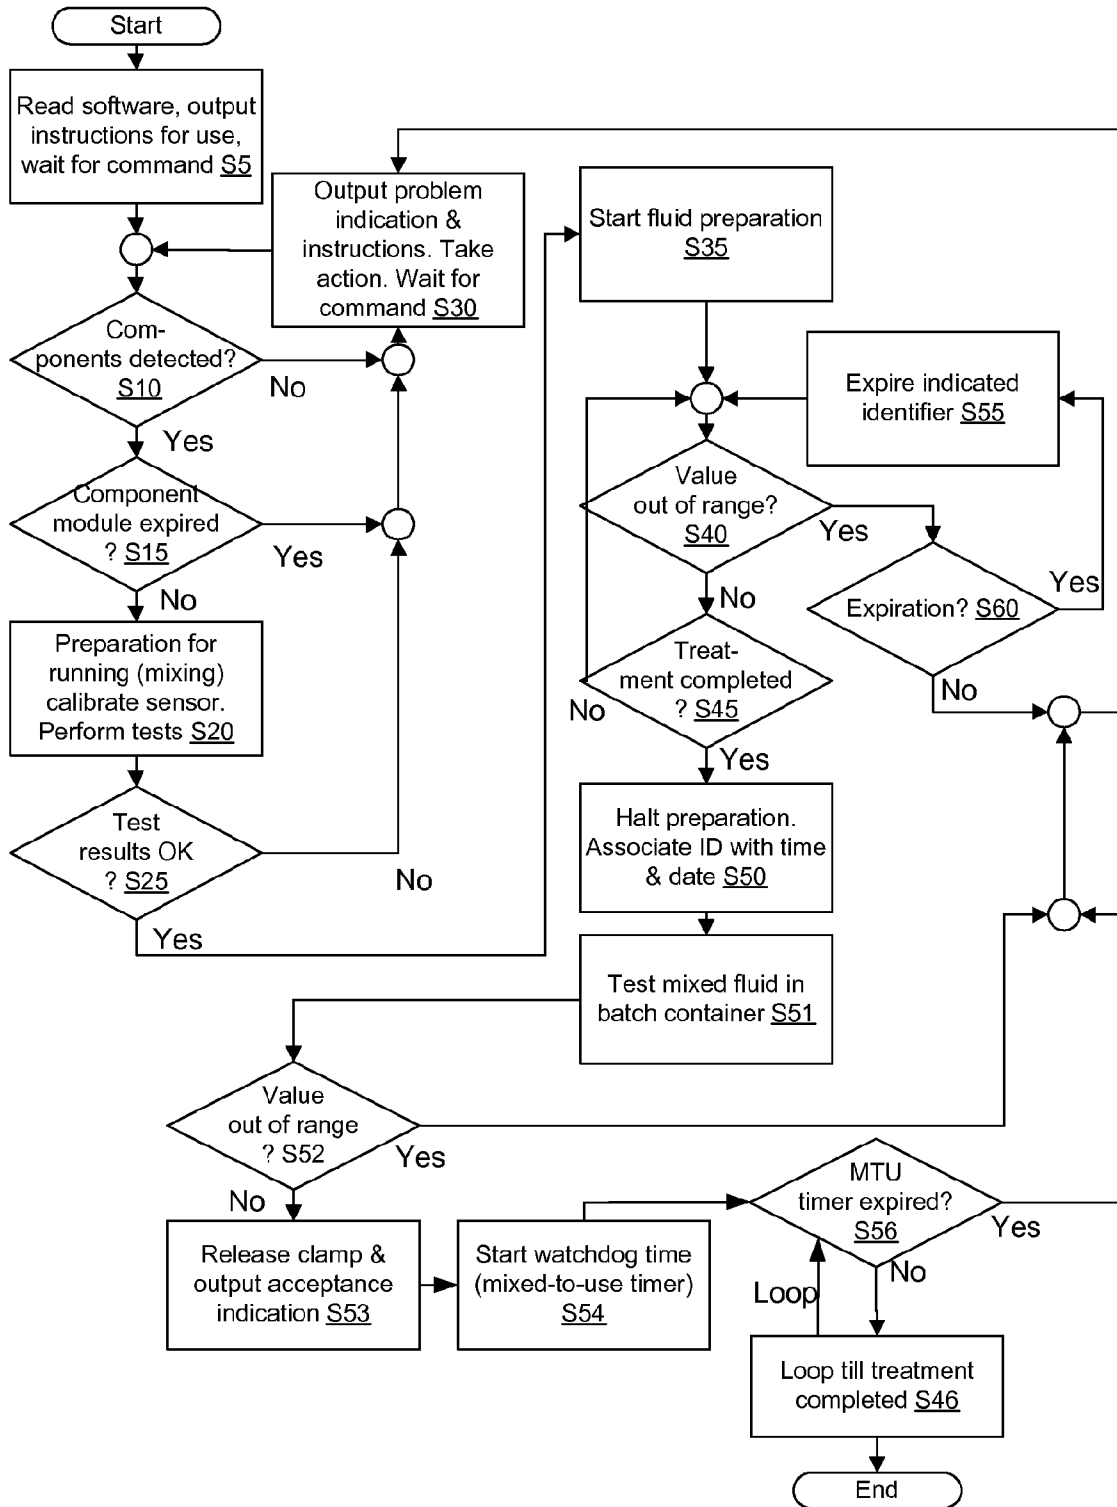 Start
Read software, output
instructions for use,
wait for command S5
Output problem
indication &
instructions. Take
action. Wait for
command S30
Start fluid preparation
S35
Com-
ponents detected?
S10
No
Yes
Expire indicated
identifier S55
Component
module expired
? S15
Yes
No
Value
out of range?
S40
Yes
No
Expiration? S60
Yes
No
Preparation for
running (mixing)
calibrate sensor.
Perform tests S20
Treat-
ment completed
? S45
No
Yes
Test
results OK
? S25
No
Yes
Halt preparation.
Associate ID with time
& date S50
Test mixed fluid in
batch container S51
Value
out of range
? S52
Yes
No
MTU
timer expired?
S56
Yes
No
Release clamp &
output acceptance
indication S53
Start watchdog time
(mixed-to-use timer)
S54
Loop
Loop till treatment
completed S46
End